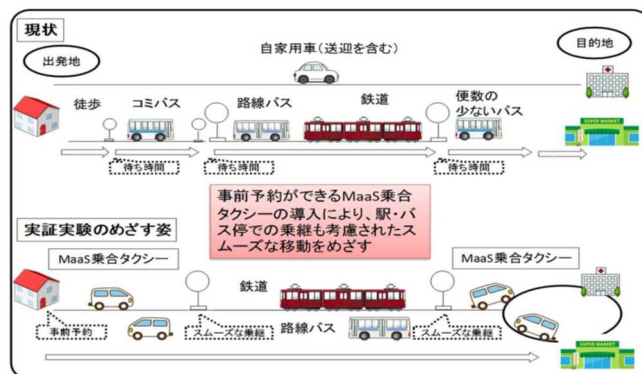 現状
出発地
自家用車(送迎を含む)
目的地
徒歩
コミバス
路線バス
鉄道
便数の
少ないバス
待ち時間
待ち時間
待ち時間
SUPER MARKET
事前予約ができるMaaS乗合
タクシーの導入により、駅・バ
ス停での乗継も考慮されたス
ムーズな移動をめざす
実証実験のめざす姿
MaaS乗合タクシー
鉄道
MaaS乗合タクシー
路線バス
事前予約
スムーズな乗継
スムーズな乗継
SUPER MARKET